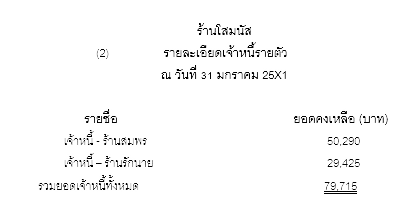 ร้านโสมนัส
(2) รายละเอียดเจ้าหนี้รายตัว
ณ วันที่ 31 มกราคม 25X1
รายชื่อ ยอดคงเหลือ (บาท)
เจ้าหนี้ - ร้านสมพร 50,290
เจ้าหนี้ – ร้านรักนาย 29,425
รวมยอดเจ้าหนี้ทั้งหมด 79,715